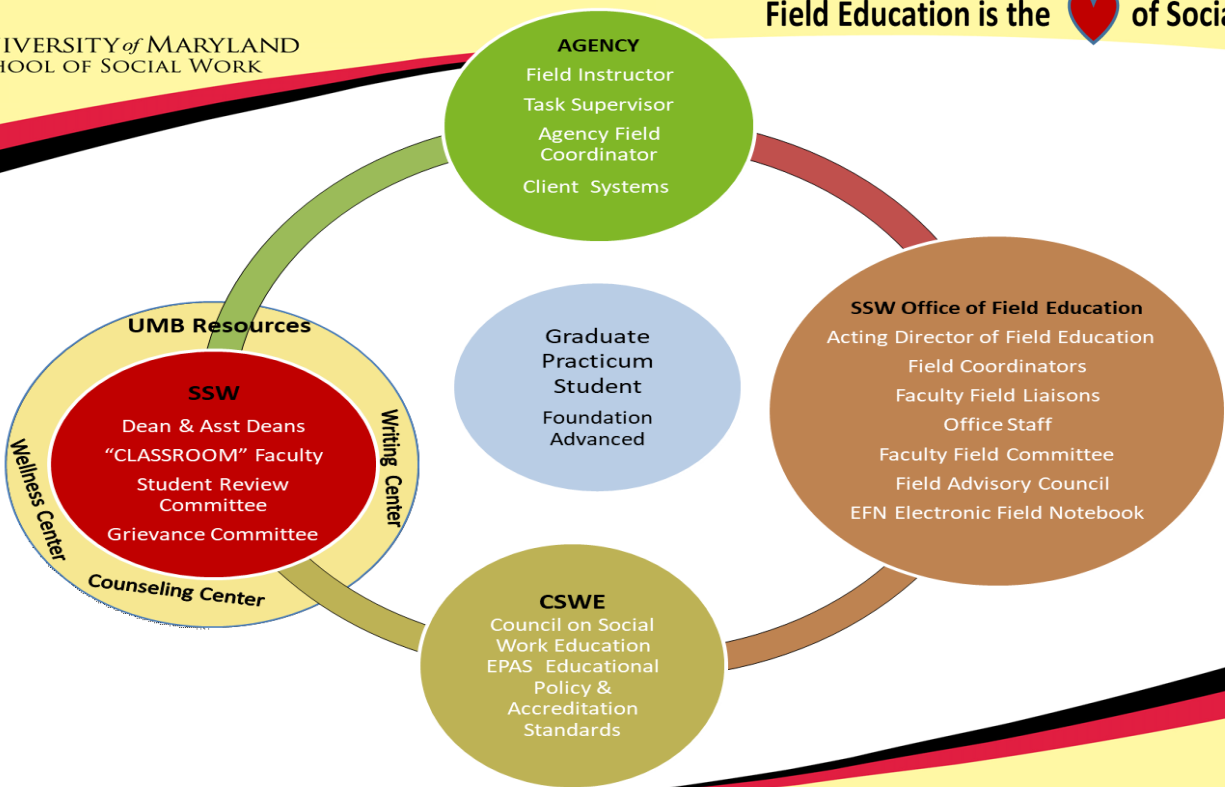 Field Education is the
of Socia
NIVERSITY of MARYLAND
HOOL OF SOCIAL WORK
AGENCY
Field Instructor
Task Supervisor
Agency Field
Coordinator
Client Systems
SSW Office of Field Education
Acting Director of Field Education
Field Coordinators
Faculty Field Liaisons
Office Staff
Faculty Field Committee
Field Advisory Council
EFN Electronic Field Notebook
Graduate
Practicum
Student
Foundation
Advanced
UMB Resources
SSW
Dean & Asst Deans
“CLASSROOM” Faculty
Student Review
Committee
Grievance Committee
Wellness Center
Writing Center
Counseling Center
CSWE
Council on Social
Work Education
EPAS Educational
Policy &
Accreditation
Standards